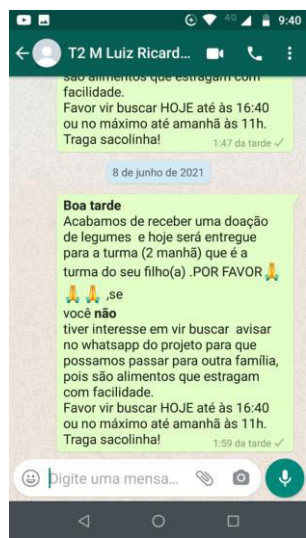 4G 9:40
T2 M Luiz Ricard...
são alimentos que estragam com
facilidade.
Favor vir buscar HOJE até às 16:40
ou no máximo até amanhã às 11h.
Traga sacolinha!
1:47 da tarde
8 de junho de 2021
Boa tarde
Acabamos de receber uma doação
de legumes e hoje será entregue
para a turma (2 manhã) que é a
turma do seu filho(a) .POR FAVOR🙏
🙏🙏 ,se
você não
tiver interesse em vir buscar avisar
no whatsapp do projeto para que
possamos passar para outra família,
pois são alimentos que estragam
com facilidade.
Favor vir buscar HOJE até às 16:40
ou no máximo até amanhã às 11h.
Traga sacolinha!
1:59 da tarde
Digite uma mensa...